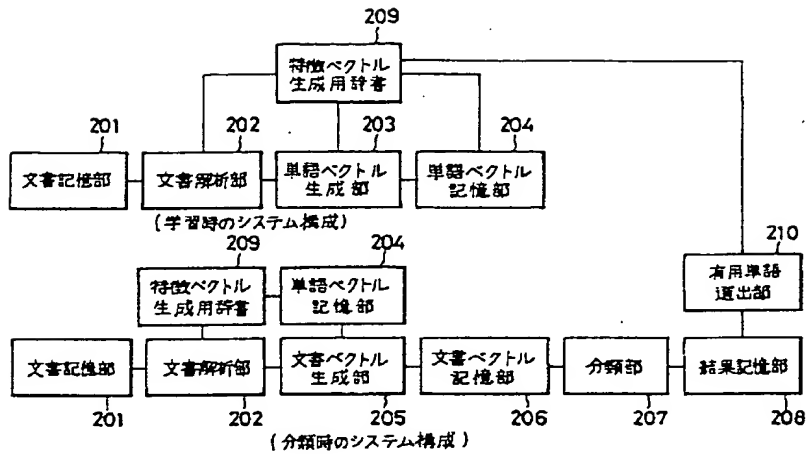 209
特徴ベクトル
生成用辞書
201
202
203
204
文書記憶部
文書解析部
単語ベクトル
生成部
単語ベクトル
記憶部
(学習時のシステム構成)
209
204
210
特徴ベクトル
生成用辞書
単語ベクトル
記憶部
有用単語
選出部
文書記憶部
文書解析部
文書ベクトル
生成部
文書ベクトル
記憶部
分類部
結果記憶部
201
202
205
206
207
208
(分類時のシステム構成)